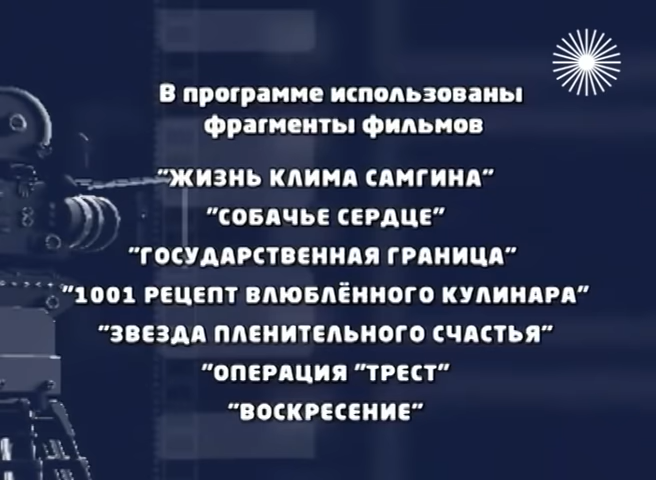 В программе использованы
фрагменты фильмов
"ЖИЗНЬ КЛИМА САМГИНА"
"СОБАЧЬЕ СЕРДЦЕ"
"ГОСУДАРСТВЕННАЯ ГРАНИЦА"
"1001 РЕЦЕПТ ВЛЮБЛЁННОГО КУЛИНАРА"
"ЗВЕЗДА ПЛЕНИТЕЛЬНОГО СЧАСТЬЯ"
"ОПЕРАЦИЯ "ТРЕСТ"
"ВОСКРЕСЕНИЕ"